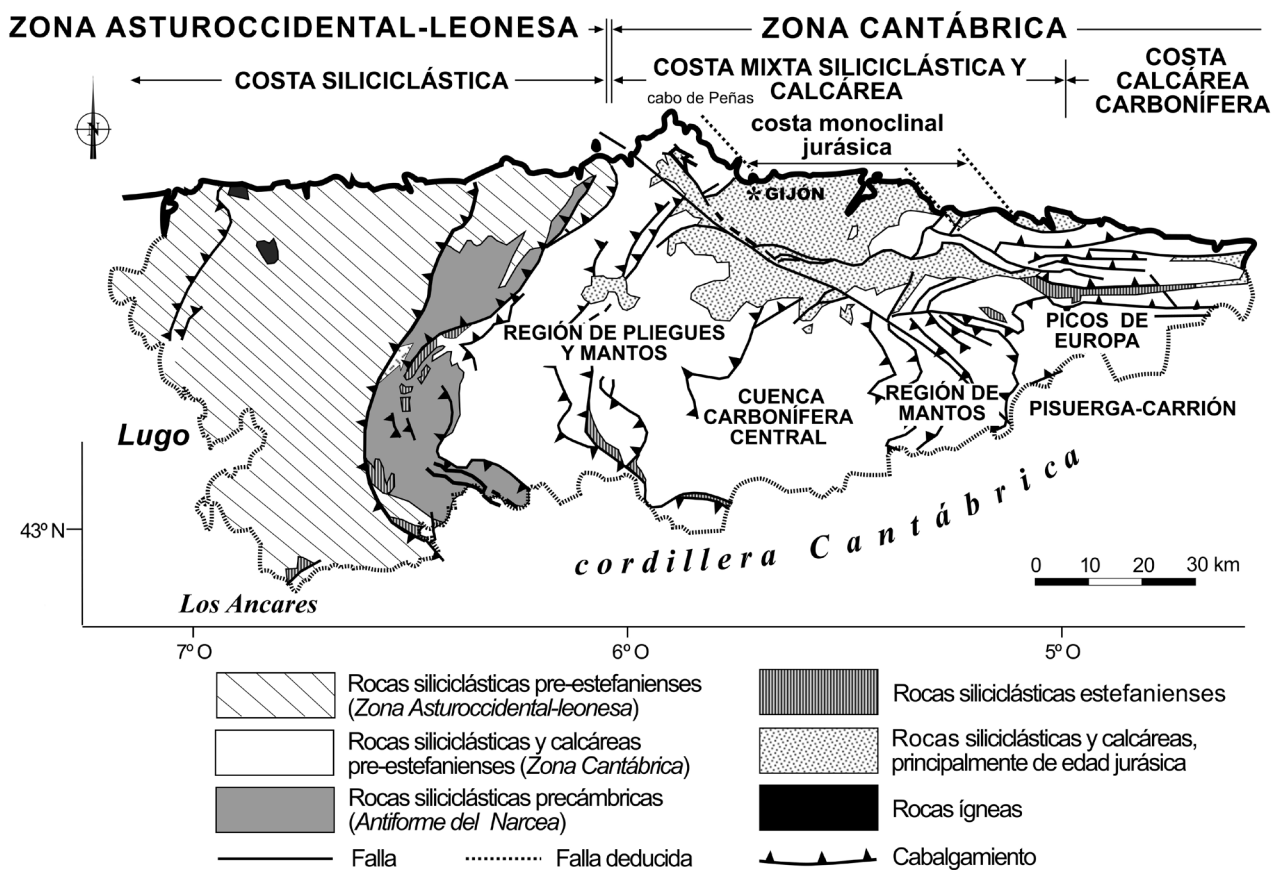 ZONA ASTUROCCIDENTAL-LEONESA
ZONA CANTÁBRICA
COSTA SILICICLÁSTICA
COSTA MIXTA SILICICLÁSTICA Y
CALCÁREA
COSTA
CALCÁREA
CARBONÍFERA
cabo de Peñas
costa monoclinal
jurásica
N
GIJÓN
REGIÓN DE PLIEGUES
Y MANTOS
PICOS DE
EUROPA
CUENCA
CARBONÍFERA
CENTRAL
REGIÓN DE
MANTOS
PISUERGA-CARRIÓN
Lugo
43º N
cordillera Cantábrica
Los Ancares
0 10 20 30 km
7º O
6º O
5º O
Rocas siliciclásticas pre-estefanienses
(Zona Asturoccidental-leonesa)
Rocas siliciclásticas y calcáreas
pre-estefanienses (Zona Cantábrica)
Rocas siliciclásticas precámbricas
(Antiforme del Narcea)
Falla
Falla deducida
Rocas siliciclásticas estefanienses
Rocas siliciclásticas y calcáreas,
principalmente de edad jurásica
Rocas ígneas
Cabalgamiento